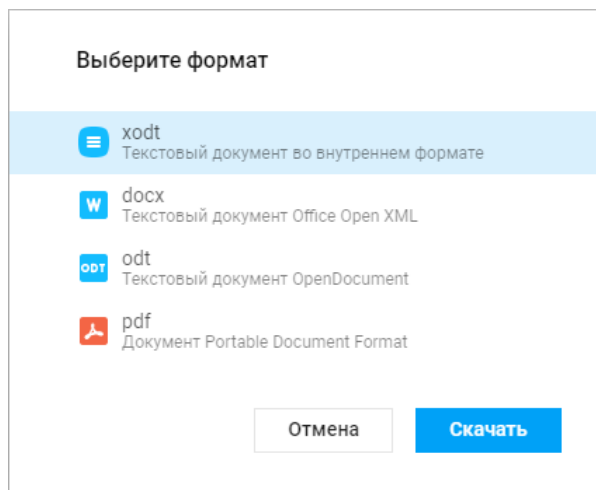 Выберите формат
xodt
Текстовый документ во внутреннем формате
W
docx
Текстовый документ Office Open XML
ODT
odt
Текстовый документ OpenDocument
pdf
Документ Portable Document Format
Отмена
Скачать